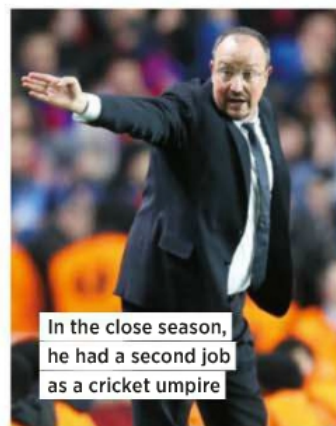 In the close season,
he had a second job
as a cricket umpire